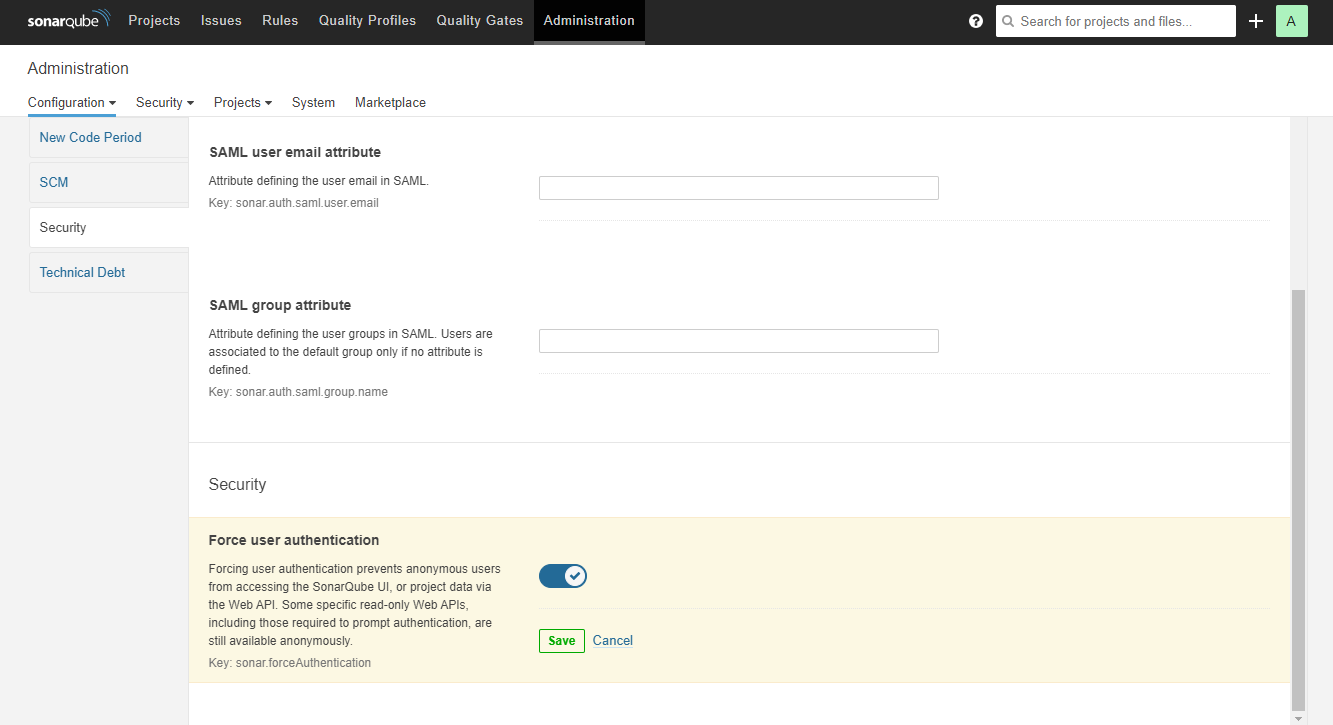 sonarqube Projects Issues Rules Quality Profiles Quality Gates Administration ? Search for projects and files... A
Administration
Configuration Security Projects System Marketplace
New Code Period
SCM
Security
Technical Debt
SAML user email attribute
Attribute defining the user email in SAML.
Key: sonar.auth.saml.user.email
SAML group attribute
Attribute defining the user groups in SAML. Users are
associated to the default group only if no attribute is
defined.
Key: sonar.auth.saml.group.name
Security
Force user authentication
Forcing user authentication prevents anonymous users
from accessing the SonarQube UI, or project data via
the Web API. Some specific read-only Web APIs,
including those required to prompt authentication, are
still available anonymously.
Key: sonar.forceAuthentication
Save Cancel